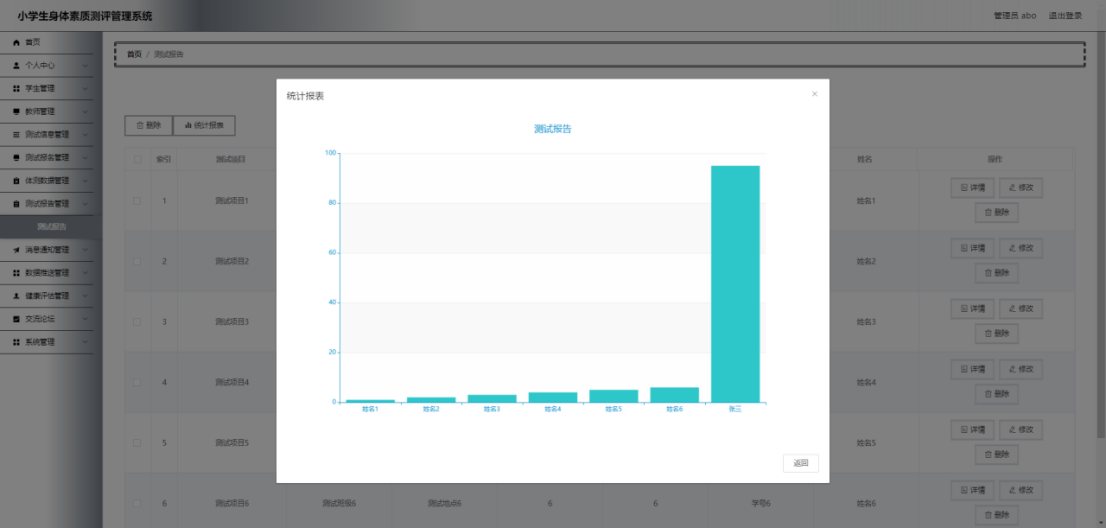 小学生身体素质测评管理系统
管理员 abo 退出登录
首页
个人中心
学生管理
教师管理
测试信息管理
测试报名管理
体测数据管理
测试报告管理
测试报告
消息通知管理
数据推送管理
健康评估管理
交流论坛
系统管理
首页 / 测试报告
删除 统计报表
索引 测试项目 姓名 操作
1 测试项目1 姓名1 详情 修改
删除
2 测试项目2 姓名2 详情 修改
删除
3 测试项目3 姓名3 详情 修改
删除
4 测试项目4 姓名4 详情 修改
删除
5 测试项目5 姓名5 详情 修改
删除
6 测试项目6 测试班级6 测试地点6 6 6 学号6 姓名6 详情 修改
删除
统计报表
测试报告
100
80
60
40
20
0
姓名1 姓名2 姓名3 姓名4 姓名5 姓名6 张三
返回